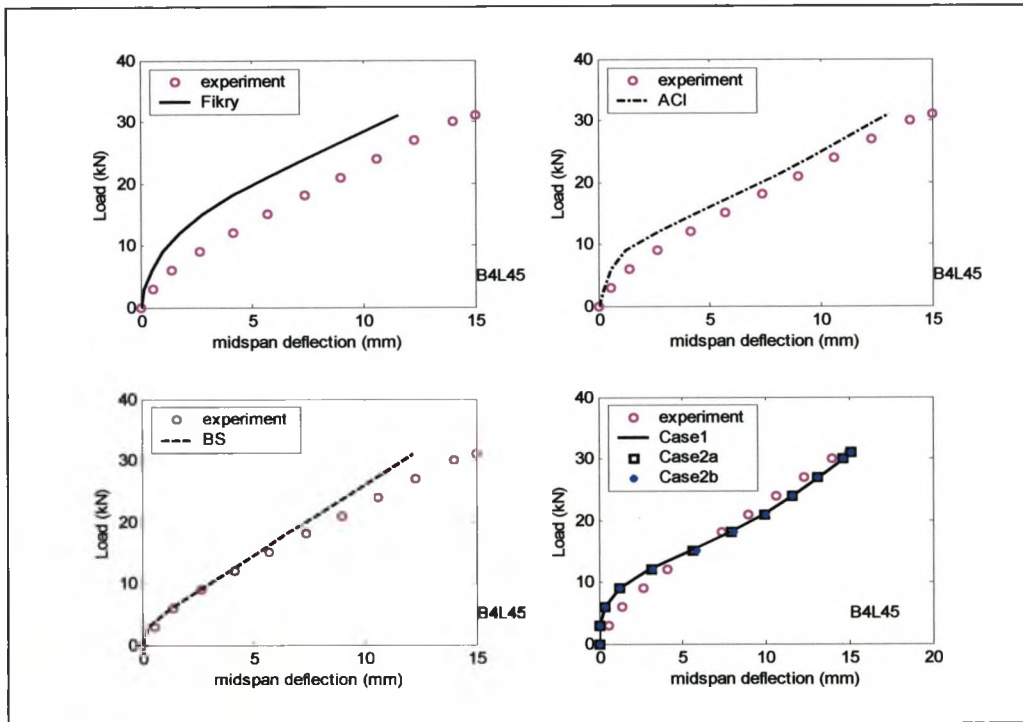 40
30
20
10
0
Load (kN)
experiment
Fikry
B4L45
0 5 10 15
midspan deflection (mm)
40
30
20
10
0
Load (kN)
experiment
ACI
B4L45
0 5 10 15
midspan deflection (mm)
40
30
20
10
0
Load (kN)
experiment
BS
B4L45
0 5 10 15
midspan deflection (mm)
40
30
20
10
0
Load (kN)
experiment
Case1
Case2a
Case2b
B4L45
0 5 10 15 20
midspan deflection (mm)